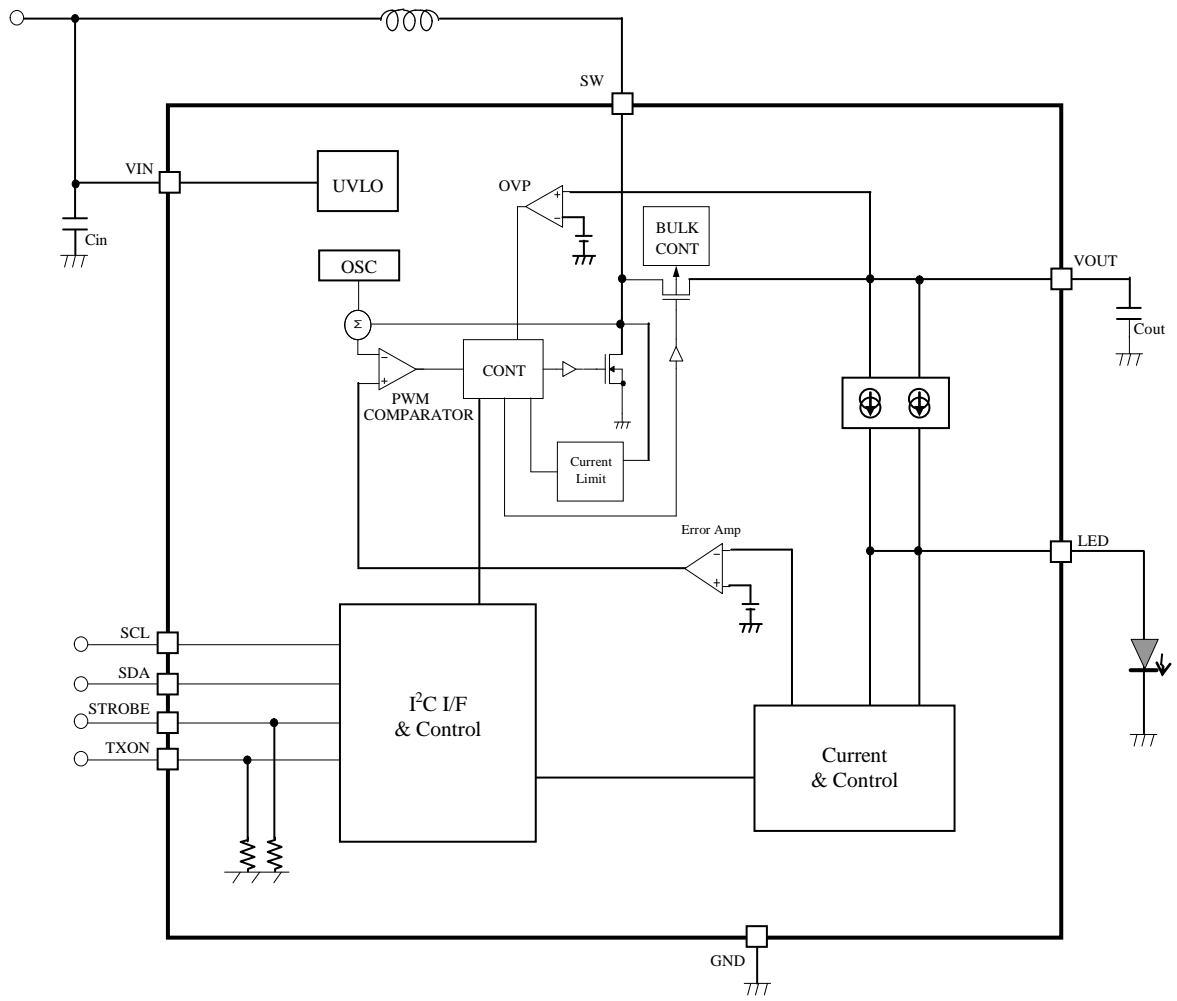 SW
VIN
UVLO
OVP
BULK
CONT
Cin
OSC
VOUT
Σ
Cout
CONT
PWM
COMPARATOR
Current
Limit
Error Amp
LED
SCL
SDA
STROBE
TXON
I²C I/F
& Control
Current
& Control
GND